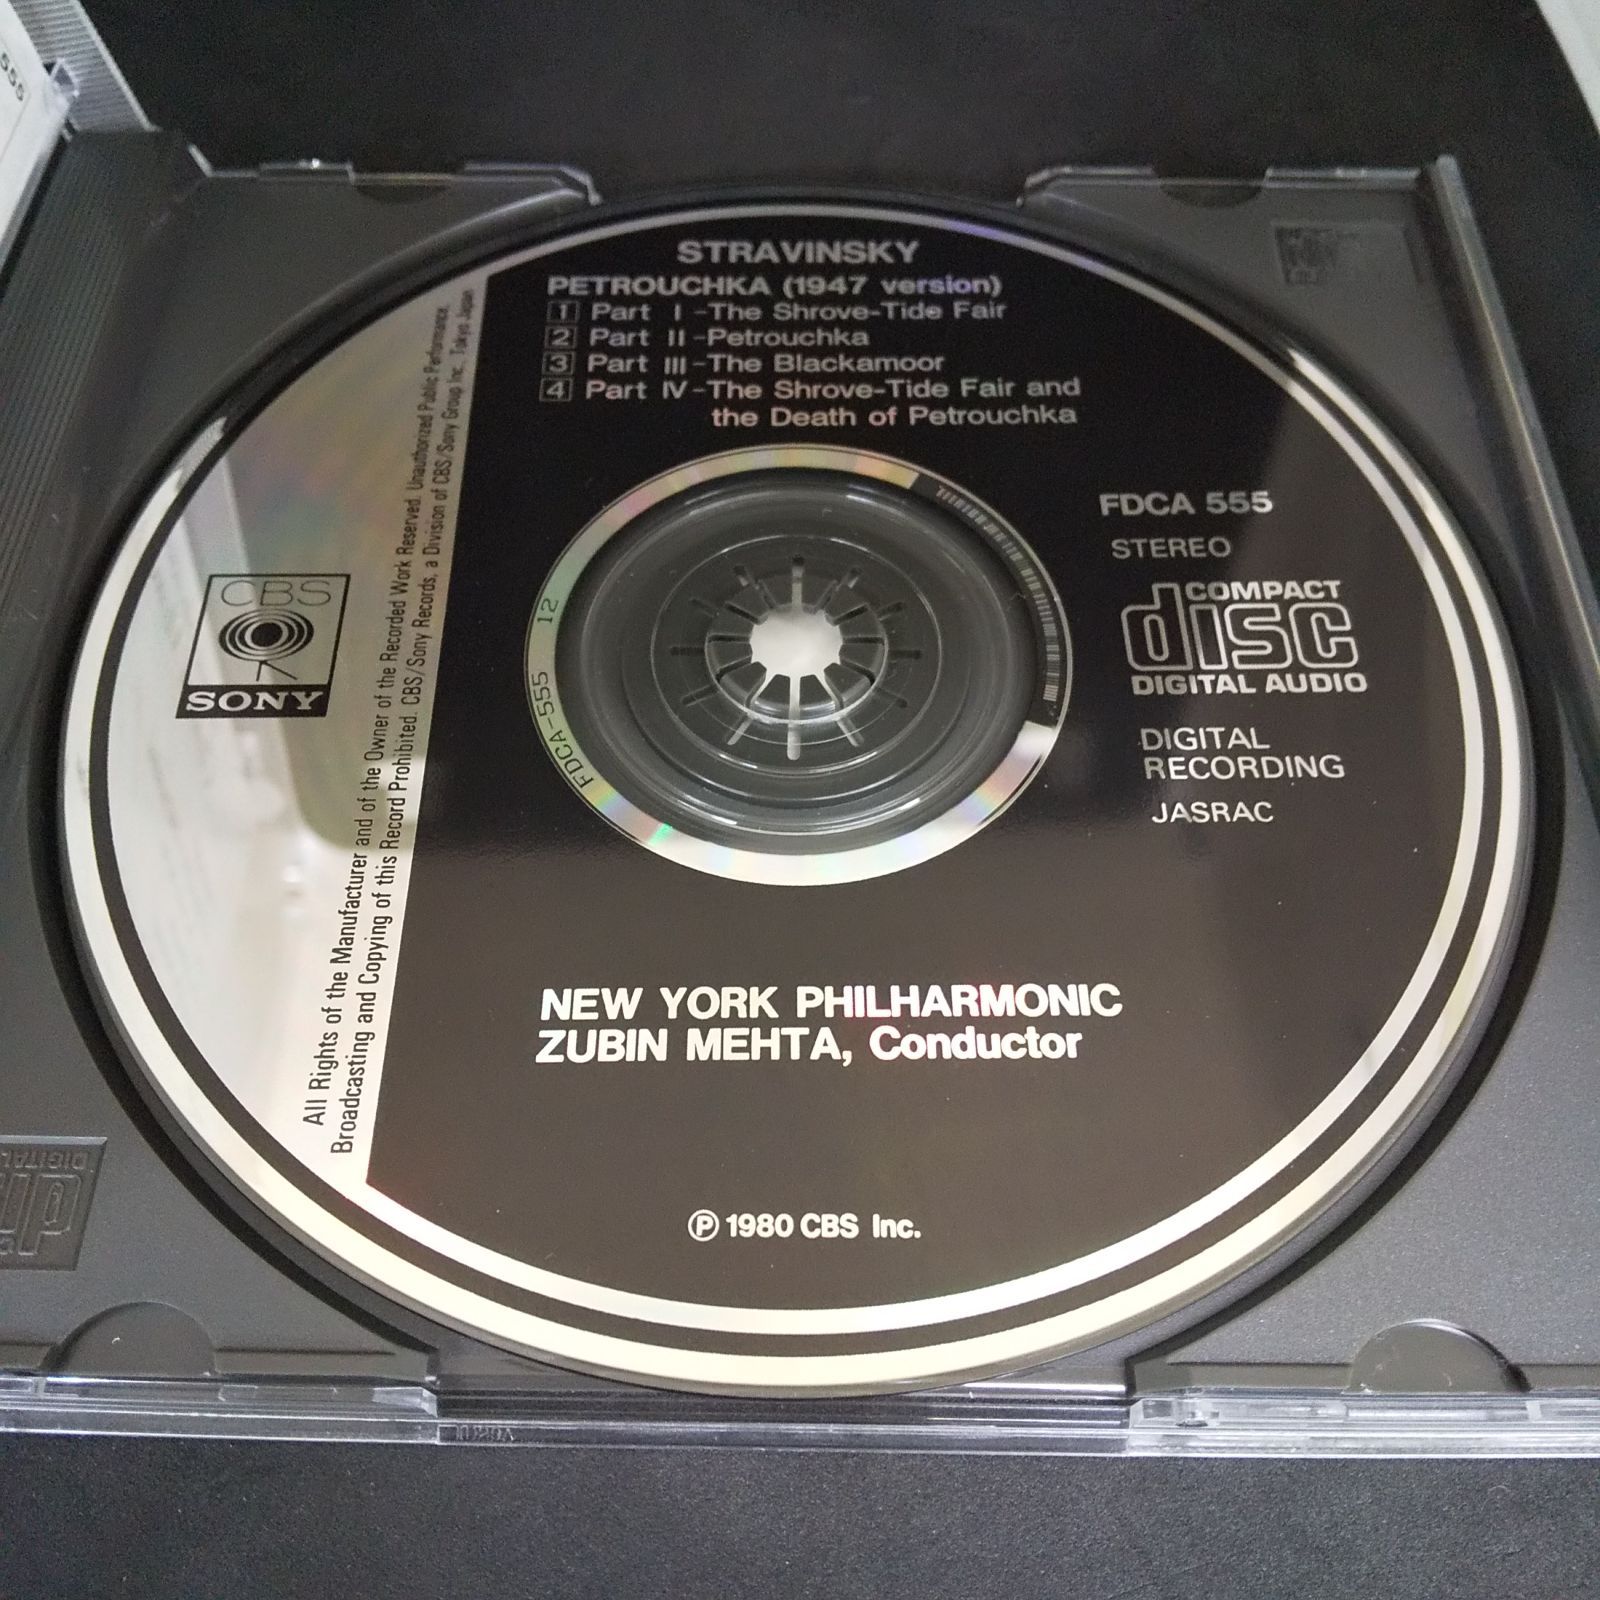 STRAVINSKY
PETROUCHKA (1947 version)
1 Part I -The Shrove-Tide Fair
2 Part II -Petrouchka
3 Part III -The Blackamoor
4 Part IV -The Shrove-Tide Fair and
the Death of Petrouchka
FDCA 555
STEREO
COMPACT
disc
DIGITAL AUDIO
DIGITAL
RECORDING
JASRAC
CBS
SONY
All Rights of the Manufacturer and of the Owner of the Recorded Work Reserved. Unauthorized Public Performance.
Broadcasting and Copying of this Record Prohibited. CBS/Sony Records, a Division of CBS/Sony Group Inc., Tokyo Japan
FDCA-555 12
NEW YORK PHILHARMONIC
ZUBIN MEHTA, Conductor
Ⓟ 1980 CBS Inc.
555
DIGITAL